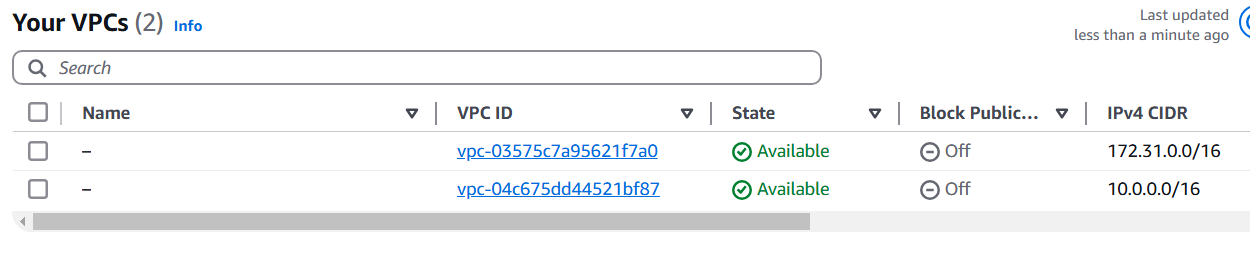 Your VPCs (2) Info
Last updated
less than a minute ago
Search
Name VPC ID State Block Public... IPv4 CIDR
– vpc-03575c7a95621f7a0 Available Off 172.31.0.0/16
– vpc-04c675dd44521bf87 Available Off 10.0.0.0/16